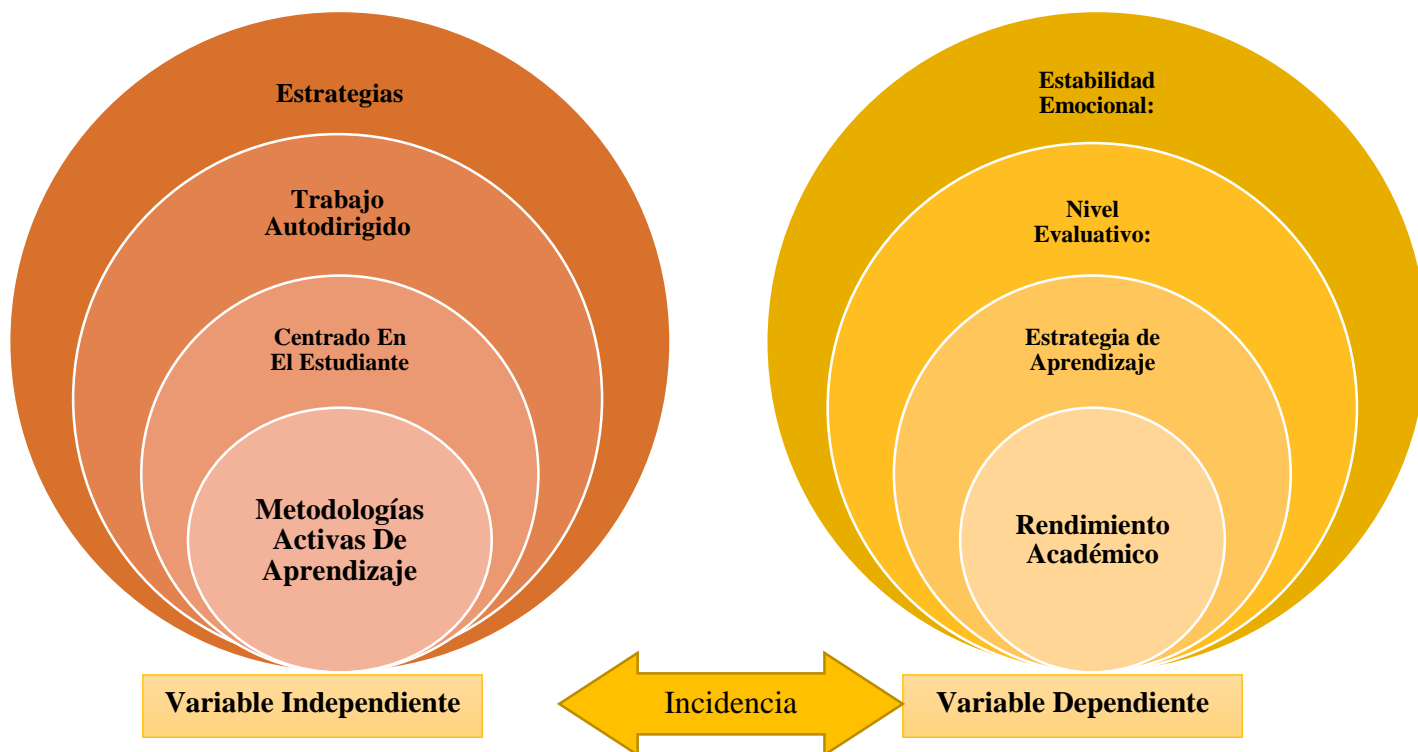 Estrategias
Trabajo
Autodirigido
Centrado En
El Estudiante
Metodologías
Activas De
Aprendizaje
Variable Independiente
Incidencia
Estabilidad
Emocional:
Nivel
Evaluativo:
Estrategia de
Aprendizaje
Rendimiento
Académico
Variable Dependiente